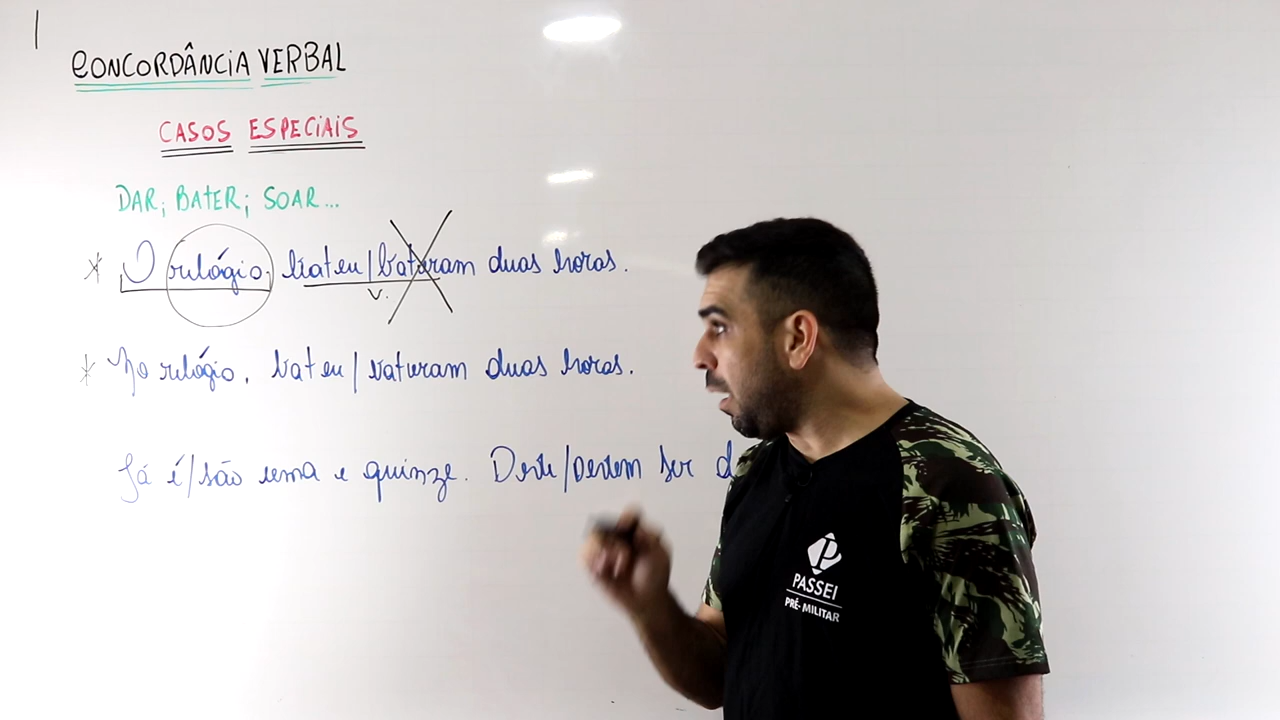 CONCORDÂNCIA VERBAL
CASOS ESPECIAIS
DAR; BATER; SOAR...
* O relógio bateu/bateram duas horas.
v.
* No relógio, bateu/bateram duas horas.
Já é/são uma e quinze. Deve/Devem ser d
PASSEI
PRÉ-MILITAR